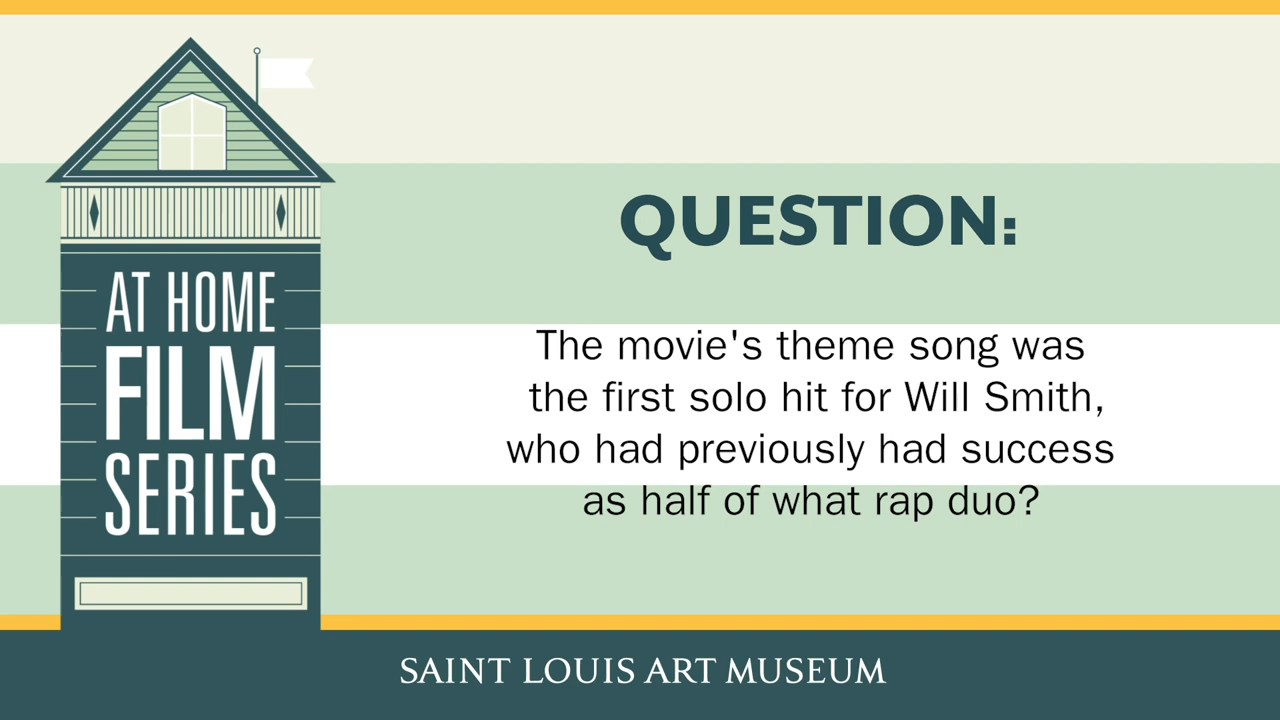 AT HOME
FILM
SERIES
QUESTION:
The movie's theme song was
the first solo hit for Will Smith,
who had previously had success
as half of what rap duo?
SAINT LOUIS ART MUSEUM